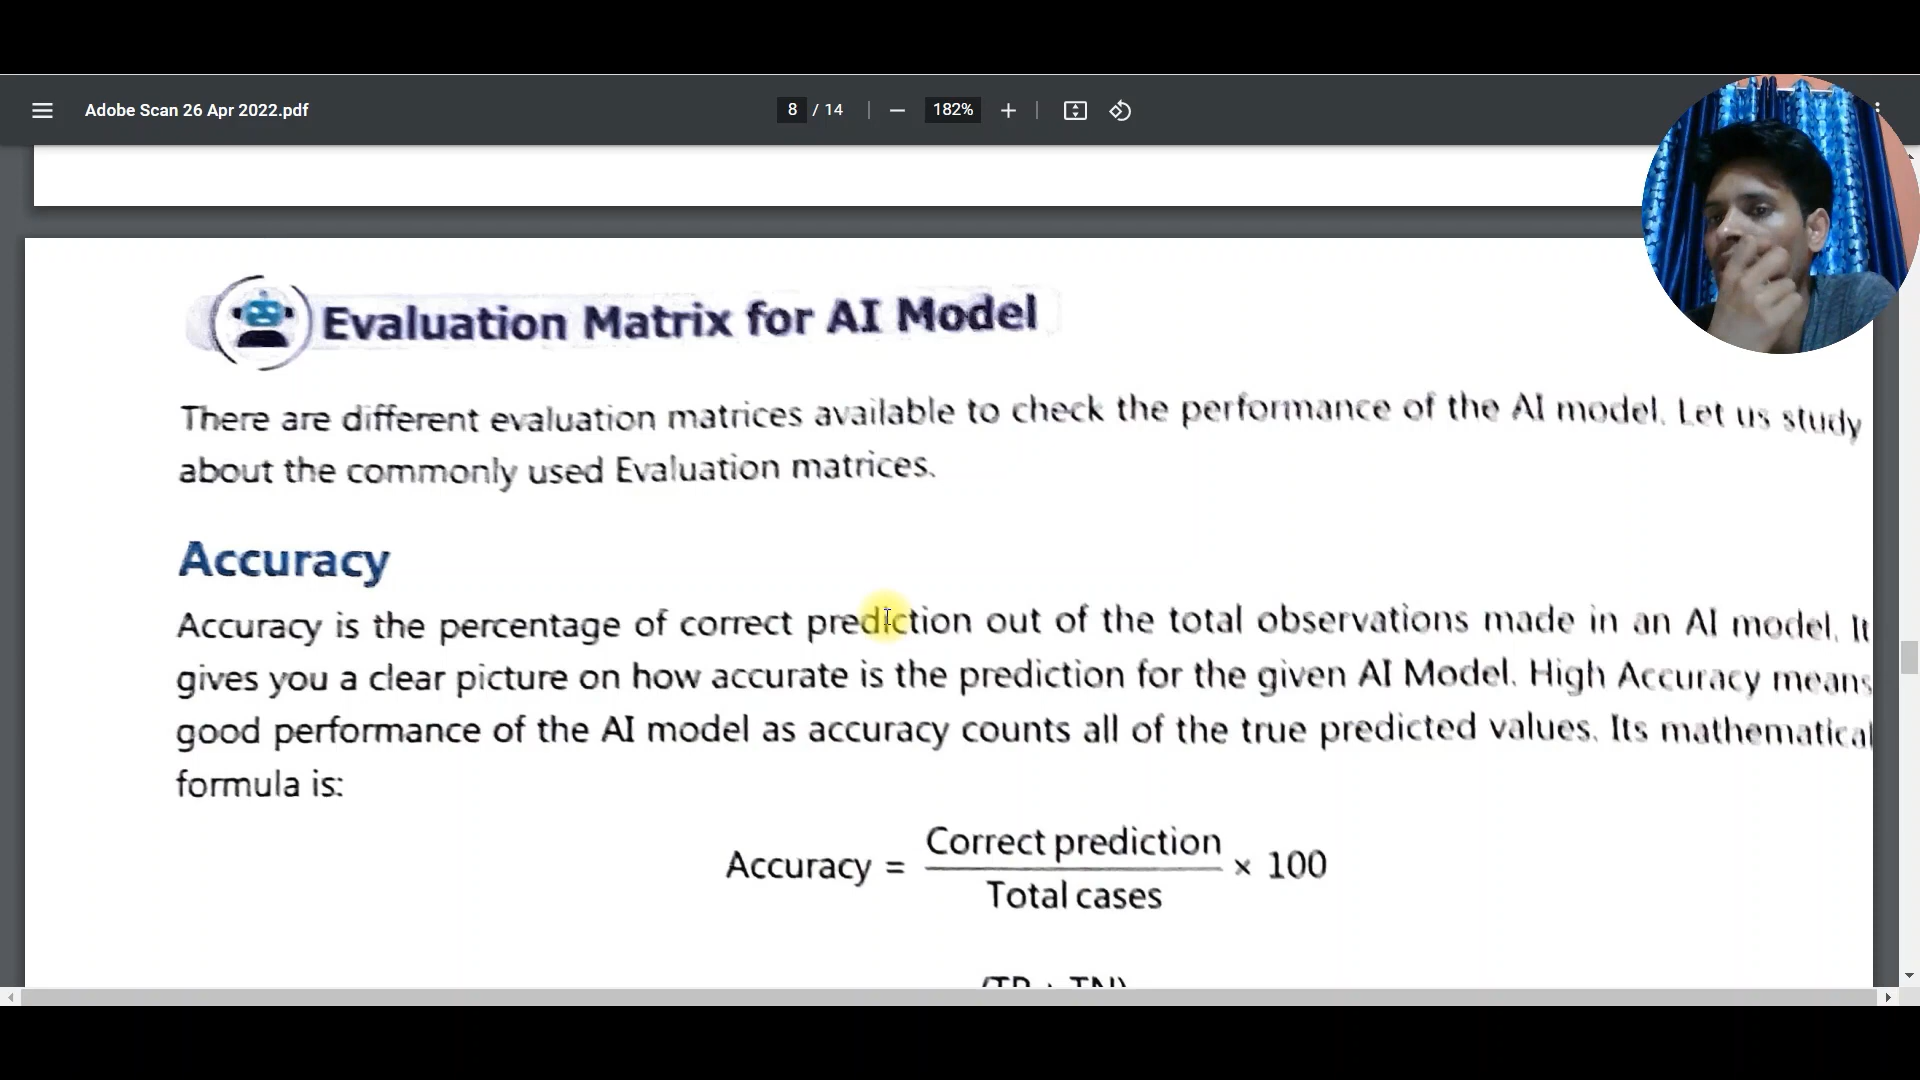 Adobe Scan 26 Apr 2022.pdf
8 / 14
182%
Evaluation Matrix for AI Model
There are different evaluation matrices available to check the performance of the AI model. Let us study
about the commonly used Evaluation matrices.
Accuracy
Accuracy is the percentage of correct prediction out of the total observations made in an AI model. It
gives you a clear picture on how accurate is the prediction for the given AI Model. High Accuracy means
good performance of the AI model as accuracy counts all of the true predicted values. Its mathematical
formula is:
Accuracy = Correct prediction
Total cases × 100
(TP + TN)